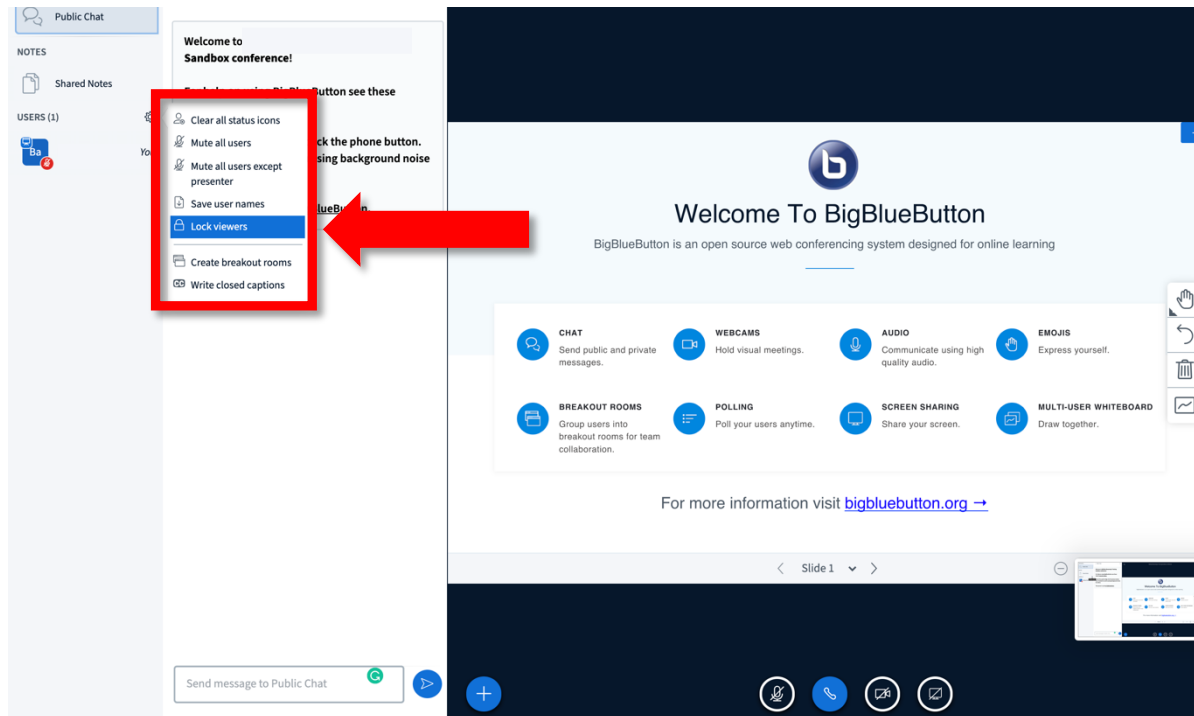 Public Chat
NOTES
Shared Notes
USERS (1)
Ba
You
Welcome to
Sandbox conference!
Button see these
ck the phone button.
sing background noise
lueButton.
Clear all status icons
Mute all users
Mute all users except
presenter
Save user names
Lock viewers
Create breakout rooms
Write closed captions
Send message to Public Chat
Welcome To BigBlueButton
BigBlueButton is an open source web conferencing system designed for online learning
CHAT
Send public and private
messages.
WEBCAMS
Hold visual meetings.
AUDIO
Communicate using high
quality audio.
EMOJIS
Express yourself.
BREAKOUT ROOMS
Group users into
breakout rooms for team
collaboration.
POLLING
Poll your users anytime.
SCREEN SHARING
Share your screen.
MULTI-USER WHITEBOARD
Draw together.
For more information visit bigbluebutton.org →
Slide 1